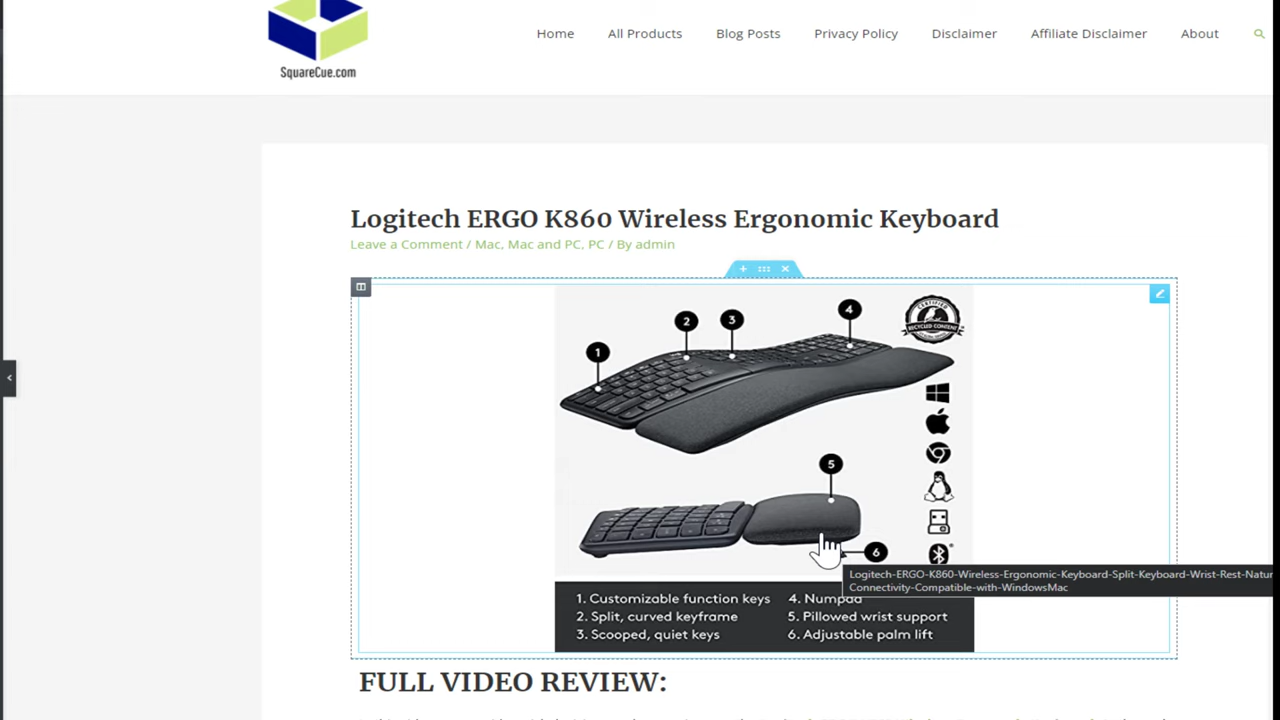 SquareCue.com
Home All Products Blog Posts Privacy Policy Disclaimer Affiliate Disclaimer About
Logitech ERGO K860 Wireless Ergonomic Keyboard
Leave a Comment / Mac, Mac and PC, PC / By admin
1 2 3 4
CERTIFIED
RECYCLED CONTENT
5
6
Logitech-ERGO-K860-Wireless-Ergonomic-Keyboard-Split-Keyboard-Wrist-Rest-Natur
Connectivity-Compatible-with-WindowsMac
1. Customizable function keys 4. Numpad
2. Split, curved keyframe 5. Pillowed wrist support
3. Scooped, quiet keys 6. Adjustable palm lift
FULL VIDEO REVIEW: